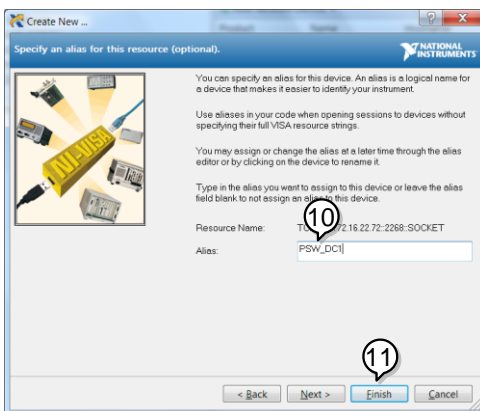 Create New ...
Specify an alias for this resource (optional).
NATIONAL
INSTRUMENTS
You can specify an alias for this device. An alias is a logical name for
a device that makes it easier to identify your instrument.
Use aliases in your code when opening sessions to devices without
specifying their full VISA resource strings.
You may assign or change the alias at a later time through the alias
editor or by clicking on the device to rename it.
Type in the alias you want to assign to this device or leave the alias
field blank to not assign an alias to this device.
NI-VISA
10
Resource Name: 72.16.22.72::2268::SOCKET
Alias: PSW_DC1
11
< Back Next > Finish Cancel